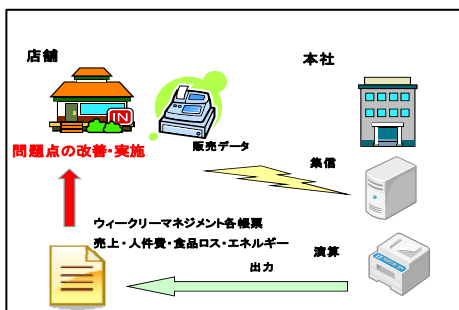 店舗
本社
IN
販売データ
問題点の改善・実施
集信
ウィークリーマネジメント各帳票
売上・人件費・食品ロス・エネルギー
演算
出力